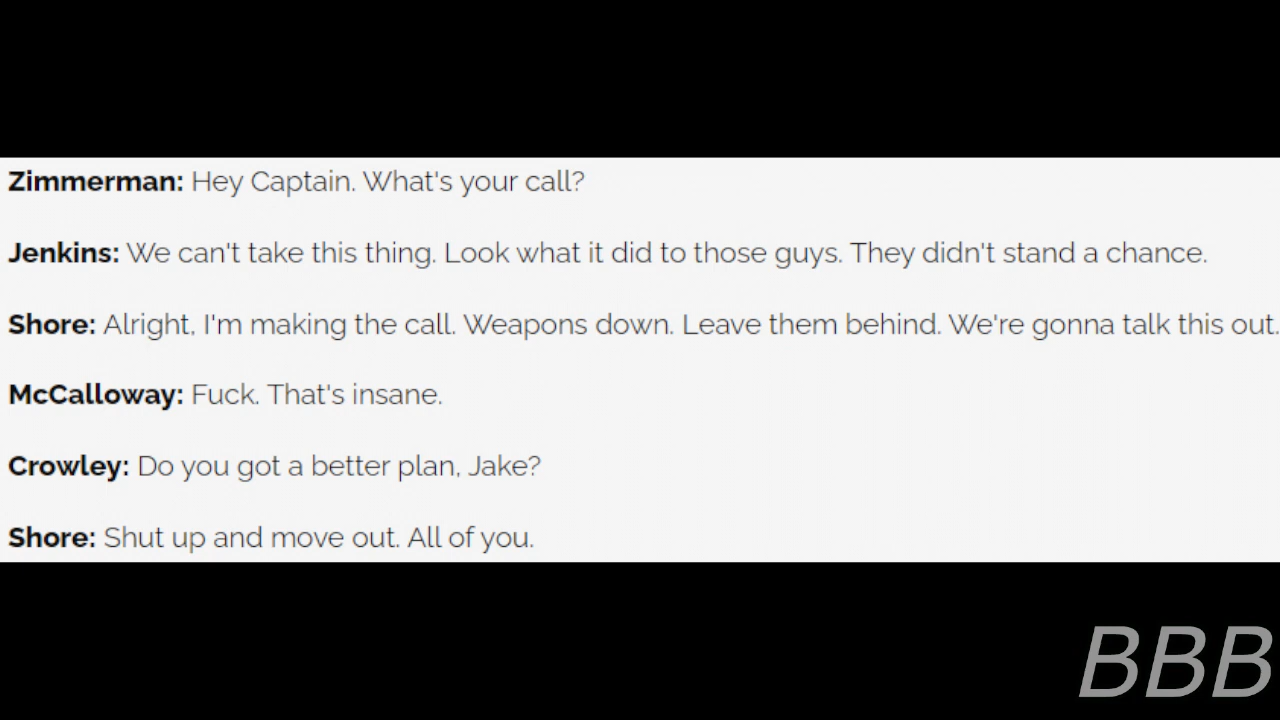 Zimmerman: Hey Captain. What's your call?
Jenkins: We can't take this thing. Look what it did to those guys. They didn't stand a chance.
Shore: Alright, I'm making the call. Weapons down. Leave them behind. We're gonna talk this out.
McCalloway: Fuck. That's insane.
Crowley: Do you got a better plan, Jake?
Shore: Shut up and move out. All of you.
BBB